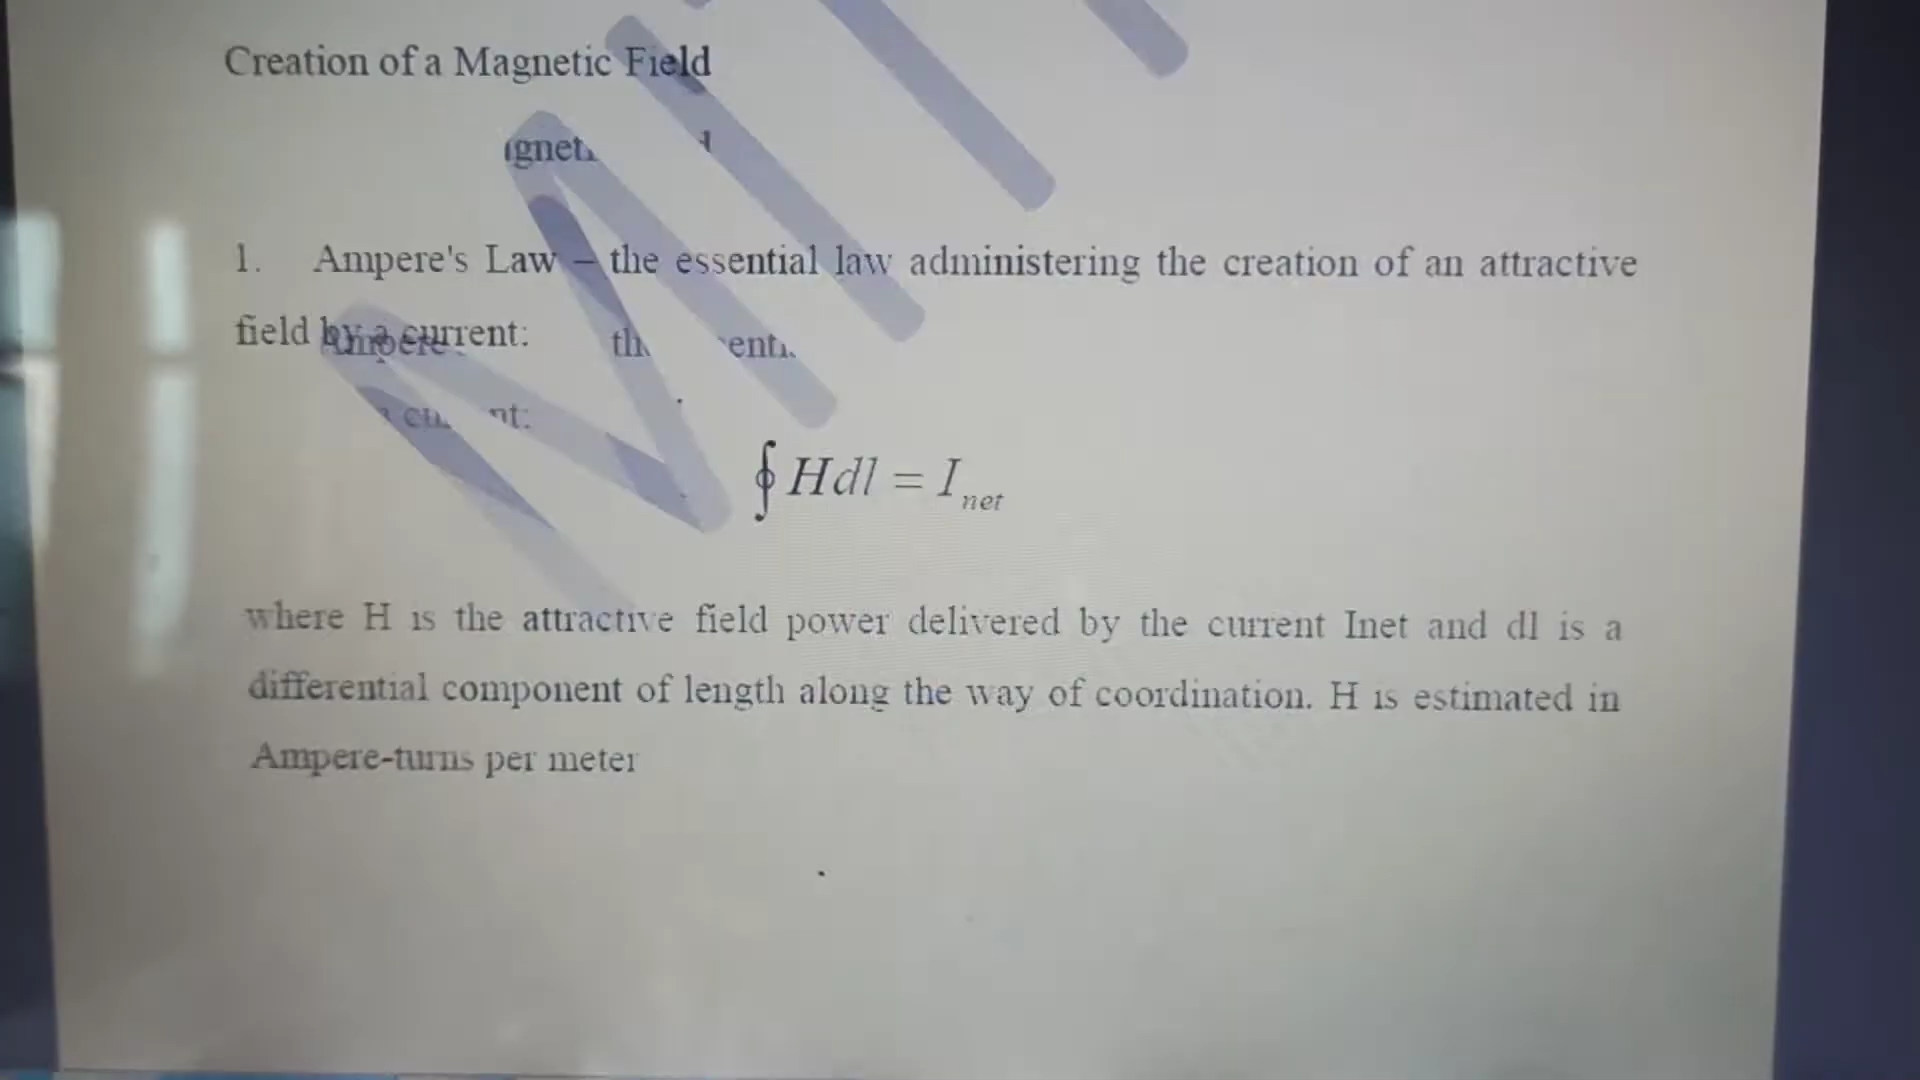 Creation of a Magnetic Field
1. Ampere's Law – the essential law administering the creation of an attractive
field by a current:
∮ Hdl = I_net
where H is the attractive field power delivered by the current Inet and dl is a
differential component of length along the way of coordination. H is estimated in
Ampere-turns per meter